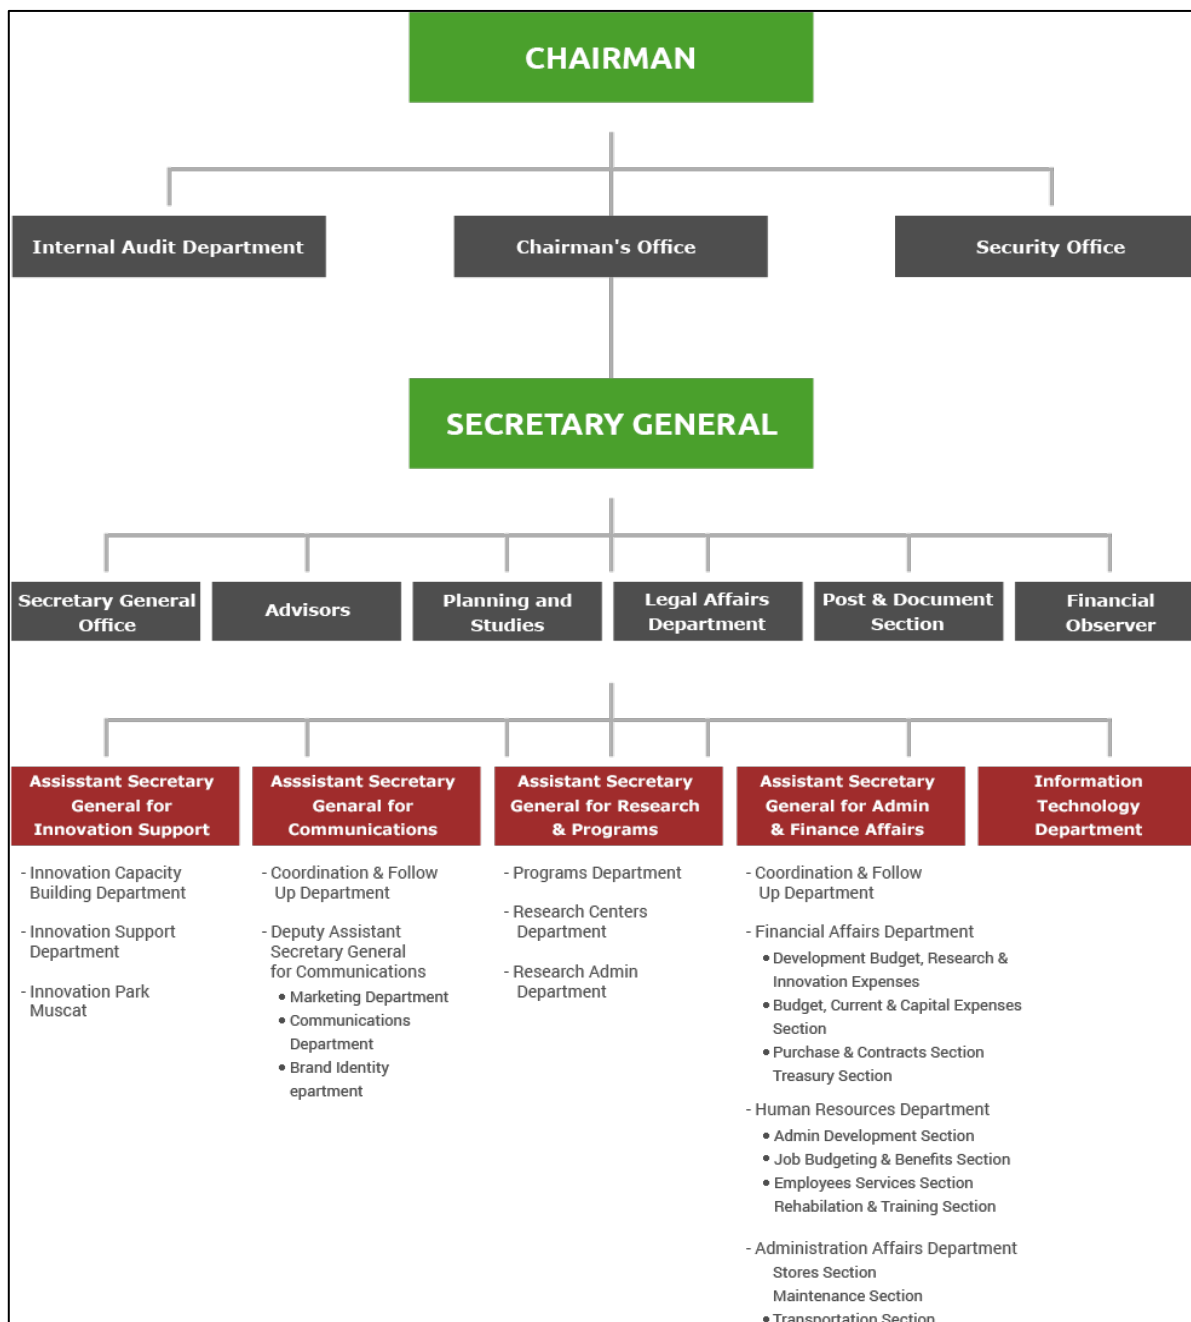 CHAIRMAN
Internal Audit Department
Chairman's Office
Security Office
SECRETARY GENERAL
Secretary General
Office
Advisors
Planning and
Studies
Legal Affairs
Department
Post & Document
Section
Financial
Observer
Assisstant Secretary
General for
Innovation Support
- Innovation Capacity
Building Department
- Innovation Support
Department
- Innovation Park
Muscat
Asssistant Secretary
Genaral for
Communications
- Coordination & Follow
Up Department
- Deputy Assistant
Secretary General
for Communications
• Marketing Department
• Communications
Department
• Brand Identity
epartment
Assistant Secretary
General for Research
& Programs
- Programs Department
- Research Centers
Department
- Research Admin
Department
Assistant Secretary
General for Admin
& Finance Affairs
- Coordination & Follow
Up Department
- Financial Affairs Department
• Development Budget, Research &
Innovation Expenses
• Budget, Current & Capital Expenses
Section
• Purchase & Contracts Section
Treasury Section
- Human Resources Department
• Admin Development Section
• Job Budgeting & Benefits Section
• Employees Services Section
Rehabilation & Training Section
- Administration Affairs Department
Stores Section
Maintenance Section
• Transportation Section
Information
Technology
Department